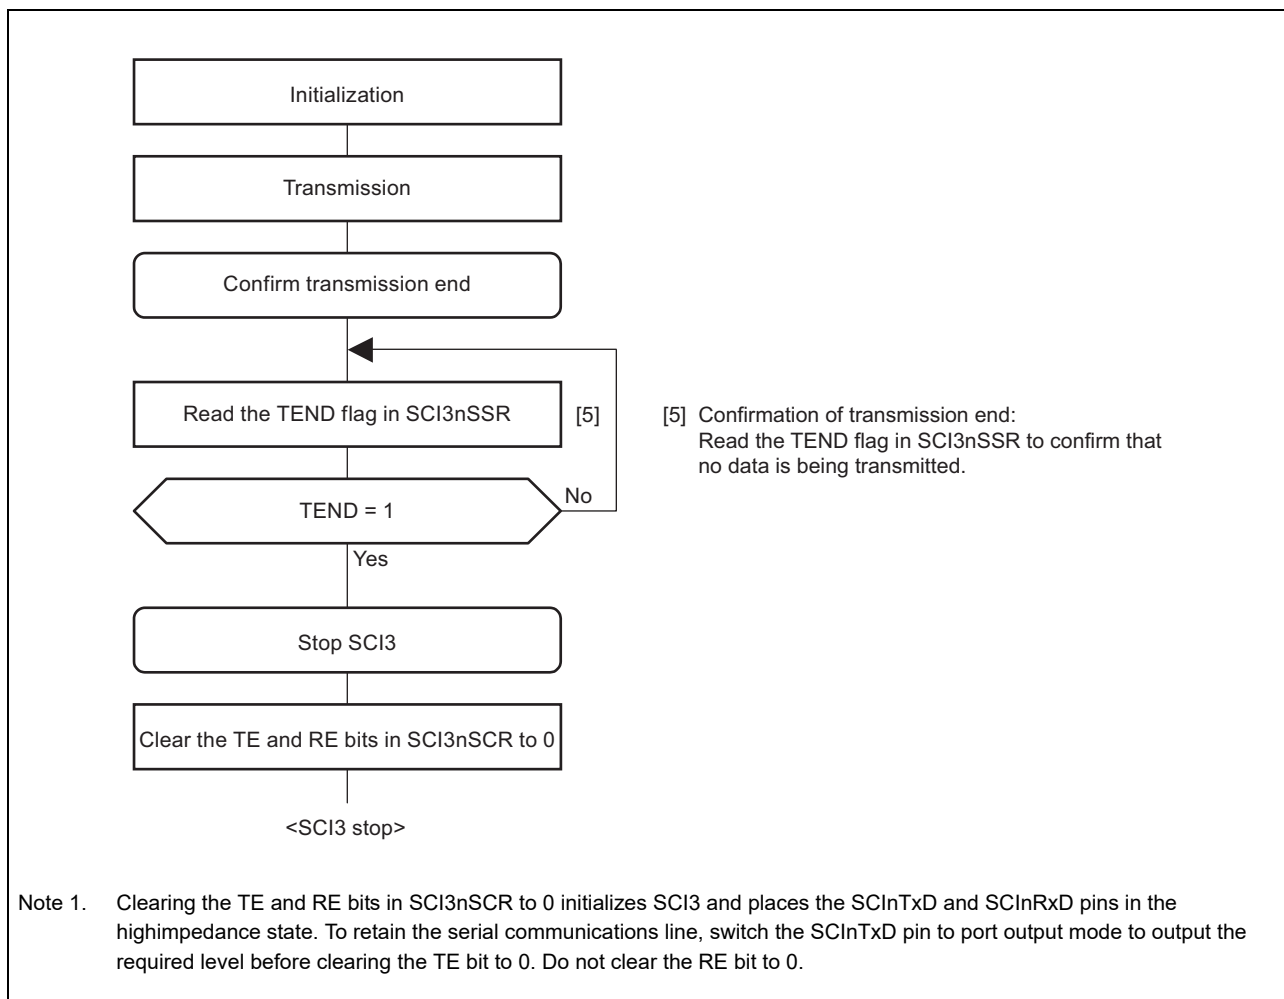 Initialization
Transmission
Confirm transmission end
Read the TEND flag in SCI3nSSR
[5]
[5] Confirmation of transmission end:
Read the TEND flag in SCI3nSSR to confirm that
no data is being transmitted.
TEND = 1
No
Yes
Stop SCI3
Clear the TE and RE bits in SCI3nSCR to 0
<SCI3 stop>
Note 1. Clearing the TE and RE bits in SCI3nSCR to 0 initializes SCI3 and places the SCInTxD and SCInRxD pins in the
highimpedance state. To retain the serial communications line, switch the SCInTxD pin to port output mode to output the
required level before clearing the TE bit to 0. Do not clear the RE bit to 0.